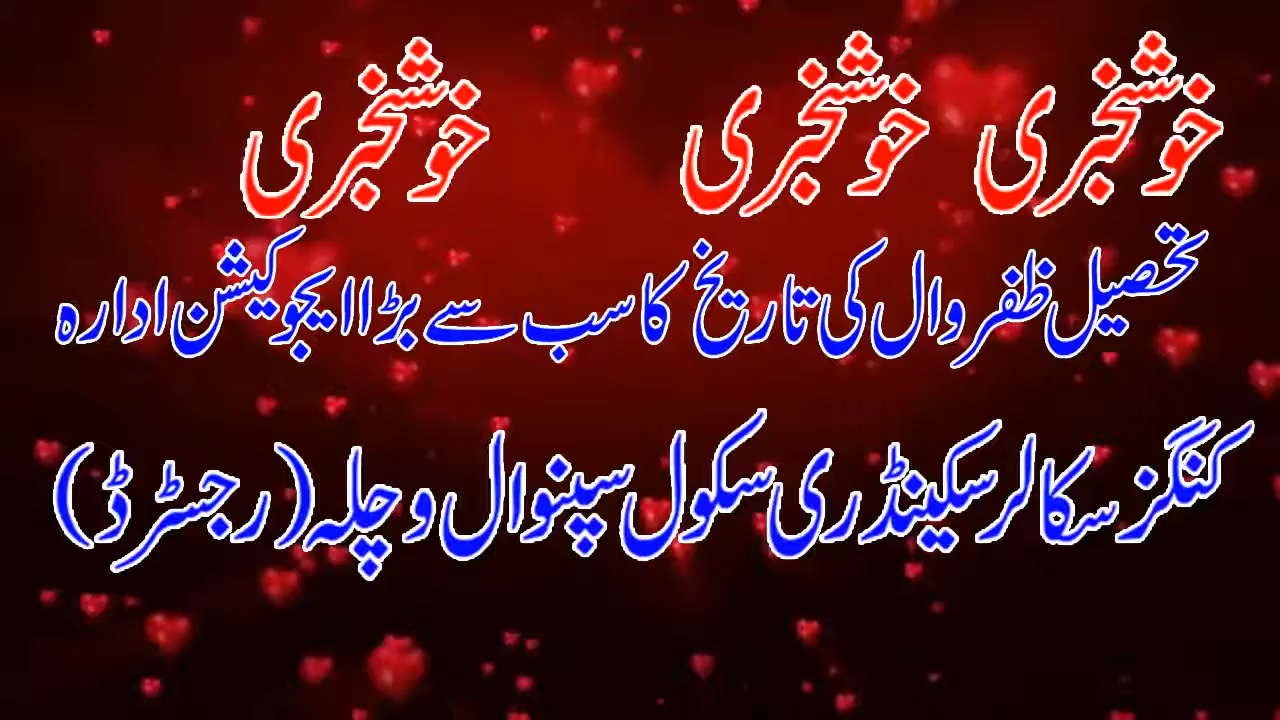 خوشخبری خوشخبری خوشخبری
تحصیل ظفروال کی تاریخ کا سب سے بڑا ایجوکیشن ادارہ
کنگز سکالر سکینڈری سکول سپنوال وچلہ (رجسٹرڈ)